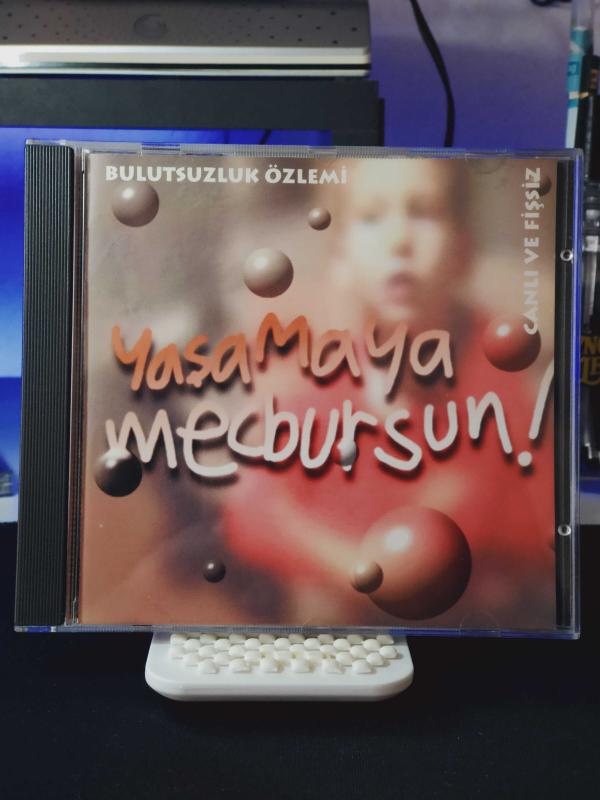 BULUTSUZLUK ÖZLEMİ
CANLI VE FİŞSİZ
yaşamaya
mecbursun!